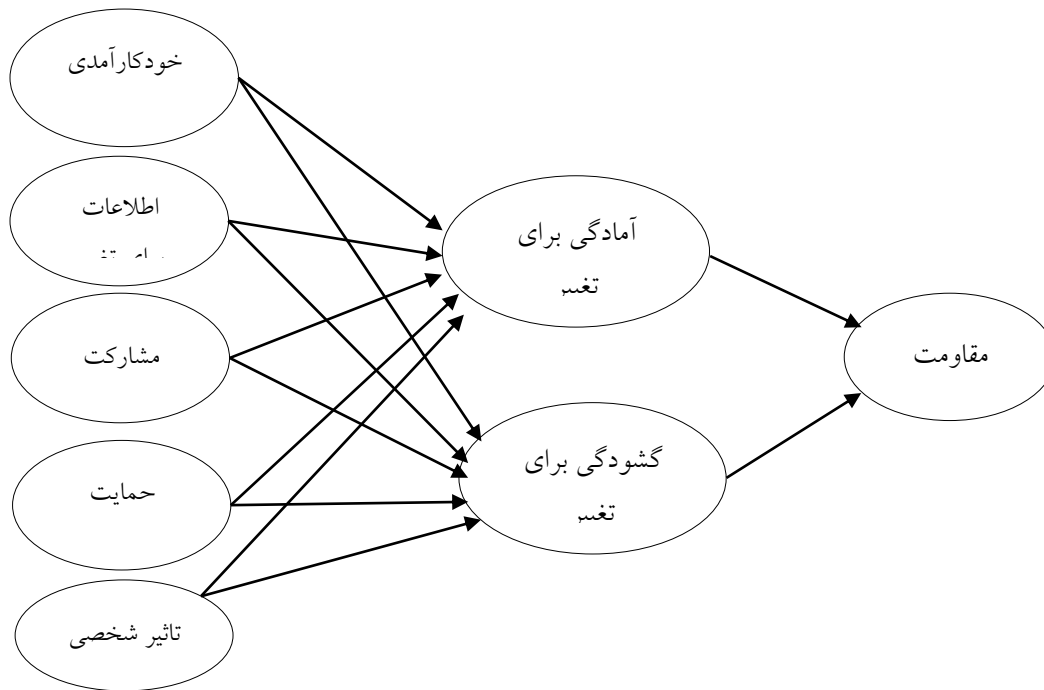 خودکارآمدی
اطلاعات
مشارکت
حمایت
تاثیر شخصی
آمادگی برای
گشودگی برای
مقاومت